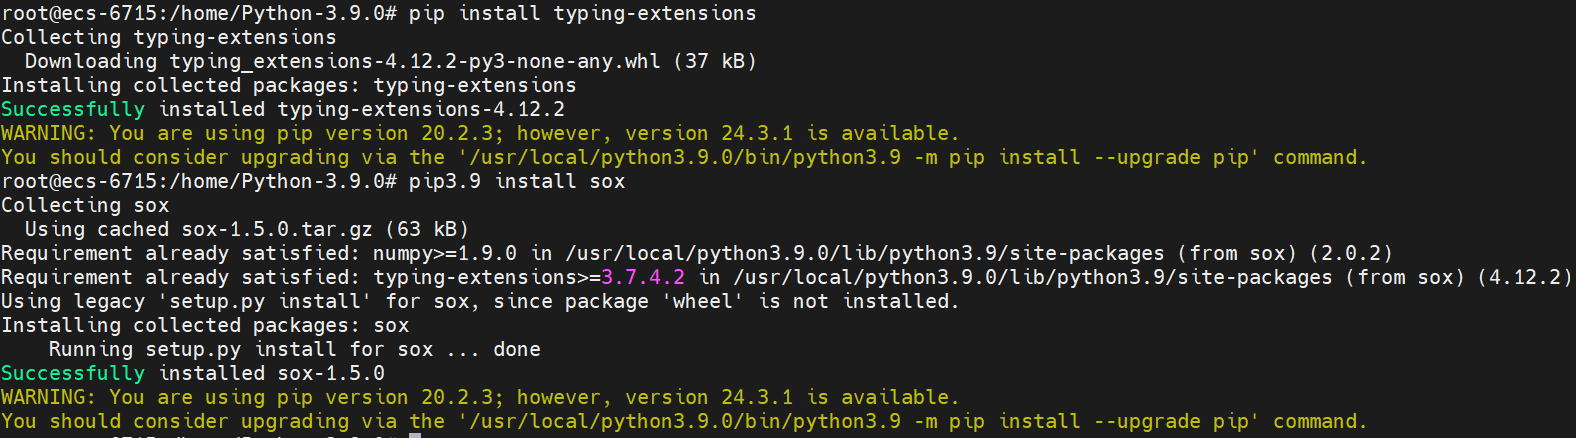 root@ecs-6715:/home/Python-3.9.0# pip install typing-extensions
Collecting typing-extensions
  Downloading typing_extensions-4.12.2-py3-none-any.whl (37 kB)
Installing collected packages: typing-extensions
Successfully installed typing-extensions-4.12.2
WARNING: You are using pip version 20.2.3; however, version 24.3.1 is available.
You should consider upgrading via the '/usr/local/python3.9.0/bin/python3.9 -m pip install --upgrade pip' command.
root@ecs-6715:/home/Python-3.9.0# pip3.9 install sox
Collecting sox
  Using cached sox-1.5.0.tar.gz (63 kB)
Requirement already satisfied: numpy>=1.9.0 in /usr/local/python3.9.0/lib/python3.9/site-packages (from sox) (2.0.2)
Requirement already satisfied: typing-extensions>=3.7.4.2 in /usr/local/python3.9.0/lib/python3.9/site-packages (from sox) (4.12.2)
Using legacy 'setup.py install' for sox, since package 'wheel' is not installed.
Installing collected packages: sox
    Running setup.py install for sox ... done
Successfully installed sox-1.5.0
WARNING: You are using pip version 20.2.3; however, version 24.3.1 is available.
You should consider upgrading via the '/usr/local/python3.9.0/bin/python3.9 -m pip install --upgrade pip' command.